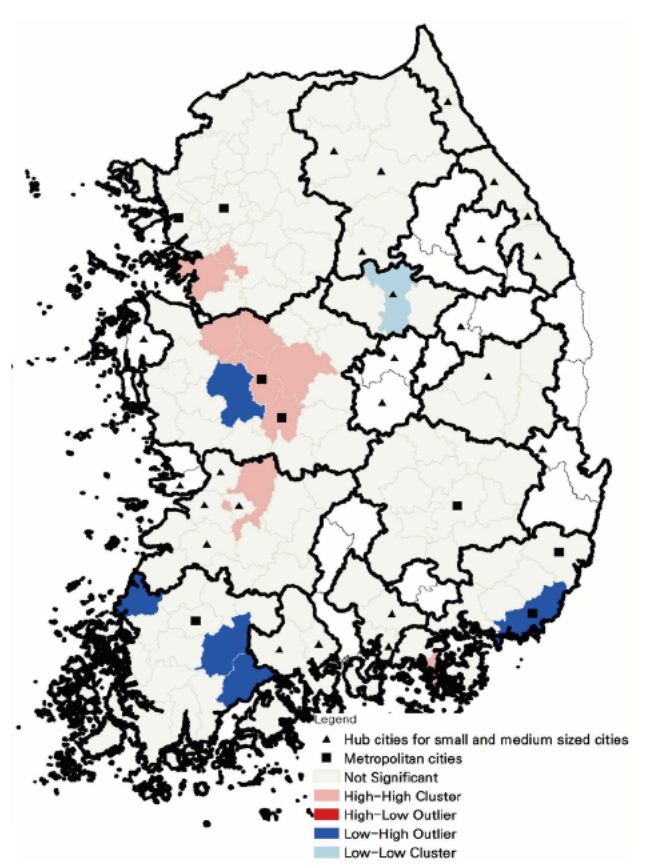 Legend
Hub cities for small and medium sized cities
Metropolitan cities
Not Significant
High-High Cluster
High-Low Outlier
Low-High Outlier
Low-Low Cluster